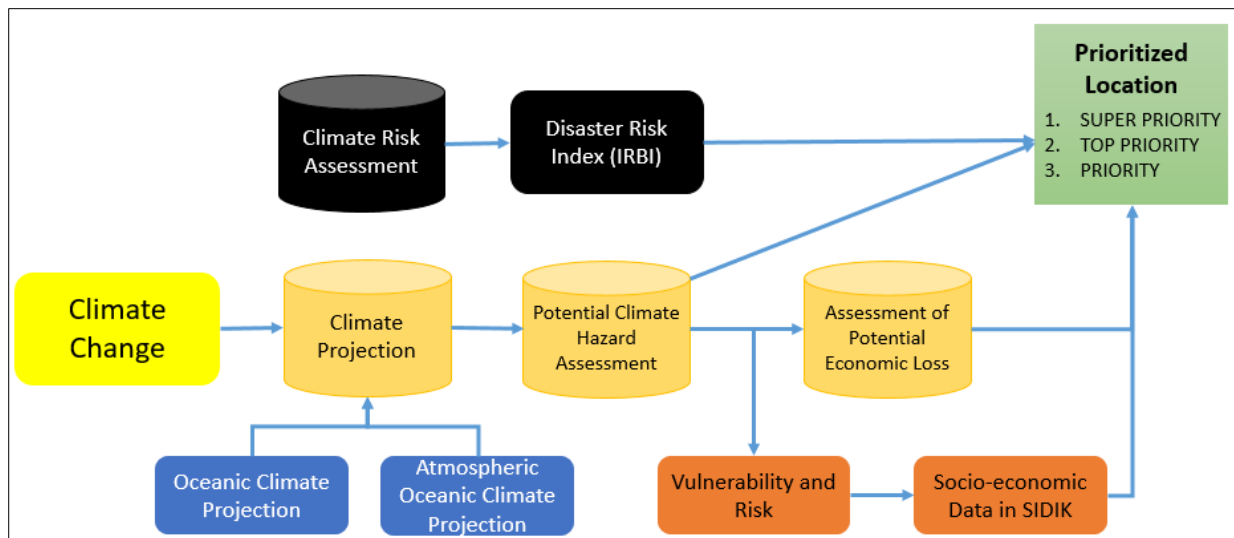 Prioritized
Location
1. SUPER PRIORITY
2. TOP PRIORITY
3. PRIORITY
Climate Risk
Assessment
Disaster Risk
Index (IRBI)
Climate
Change
Climate
Projection
Potential Climate
Hazard
Assessment
Assessment of
Potential
Economic Loss
Oceanic Climate
Projection
Atmospheric
Oceanic Climate
Projection
Vulnerability and
Risk
Socio-economic
Data in SIDIK